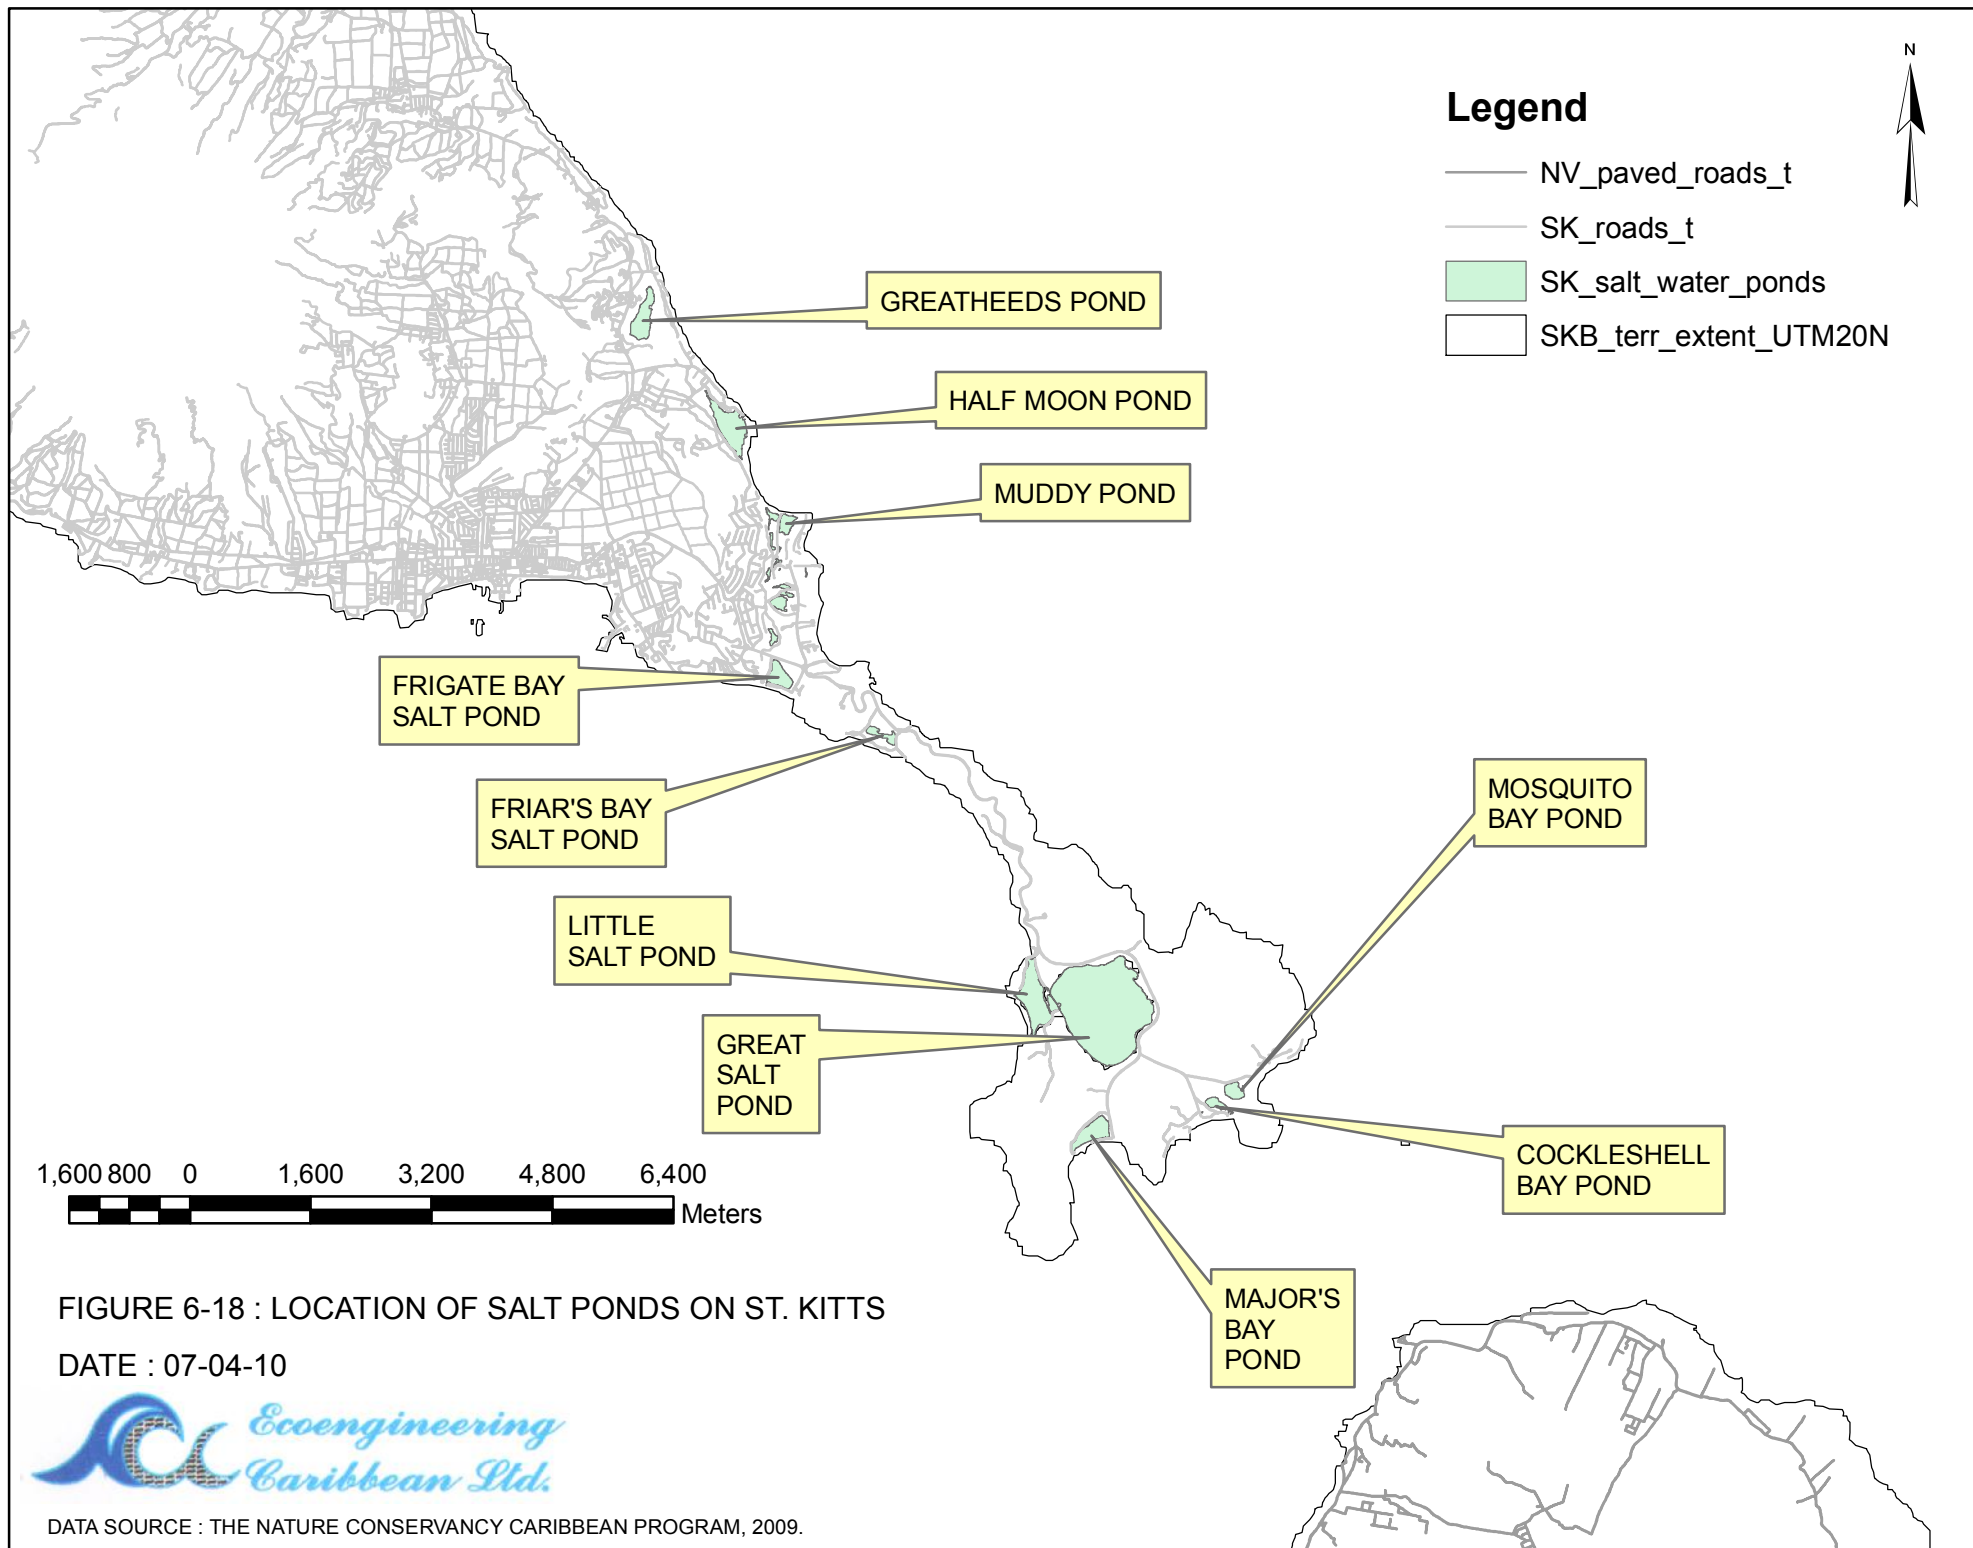 N
Legend
NV_paved_roads_t
SK_roads_t
SK_salt_water_ponds
SKB_terr_extent_UTM20N
GREATHEEDS POND
HALF MOON POND
MUDDY POND
FRIGATE BAY
SALT POND
FRIAR'S BAY
SALT POND
MOSQUITO
BAY POND
LITTLE
SALT POND
GREAT
SALT
POND
COCKLESHELL
BAY POND
MAJOR'S
BAY
POND
1,600 800 0 1,600 3,200 4,800 6,400
Meters
FIGURE 6-18 : LOCATION OF SALT PONDS ON ST. KITTS
DATE : 07-04-10
Ecoengineering
Caribbean Ltd.
DATA SOURCE : THE NATURE CONSERVANCY CARIBBEAN PROGRAM, 2009.